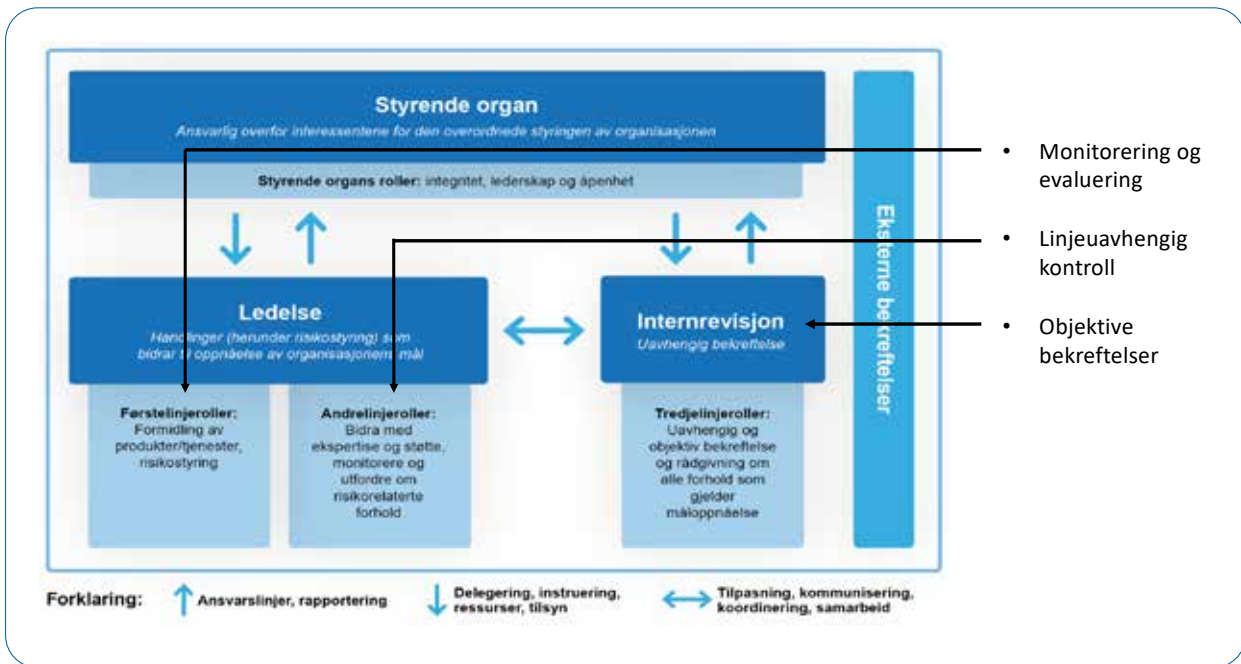 Styrende organ
Ansvarlig overfor interessentene for den overordnede styringen av organisasjonen
Styrende organs roller: integritet, lederskap og åpenhet
Ledelse
Handlinger (herunder risikostyring) som
bidrar til oppnåelse av organisasjonens mål
Internrevisjon
Uavhengig bekreftelse
Førstelinjeroller:
Formidling av
produkter/tjenester,
risikostyring
Andrelinjeroller:
Bidra med
ekspertise og støtte,
monitorere og
utfordre om
risikorelaterte
forhold
Tredjelinjeroller:
Uavhengig og
objektiv bekreftelse
og rådgivning om
alle forhold som
gjelder
måloppnåelse
Eksterne bekreftelser
• Monitorering og
evaluering
• Linjeuavhengig
kontroll
• Objektive
bekreftelser
Forklaring:
Ansvarslinjer, rapportering
Delegering, instruering,
ressurser, tilsyn
Tilpasning, kommunisering,
koordinering, samarbeid